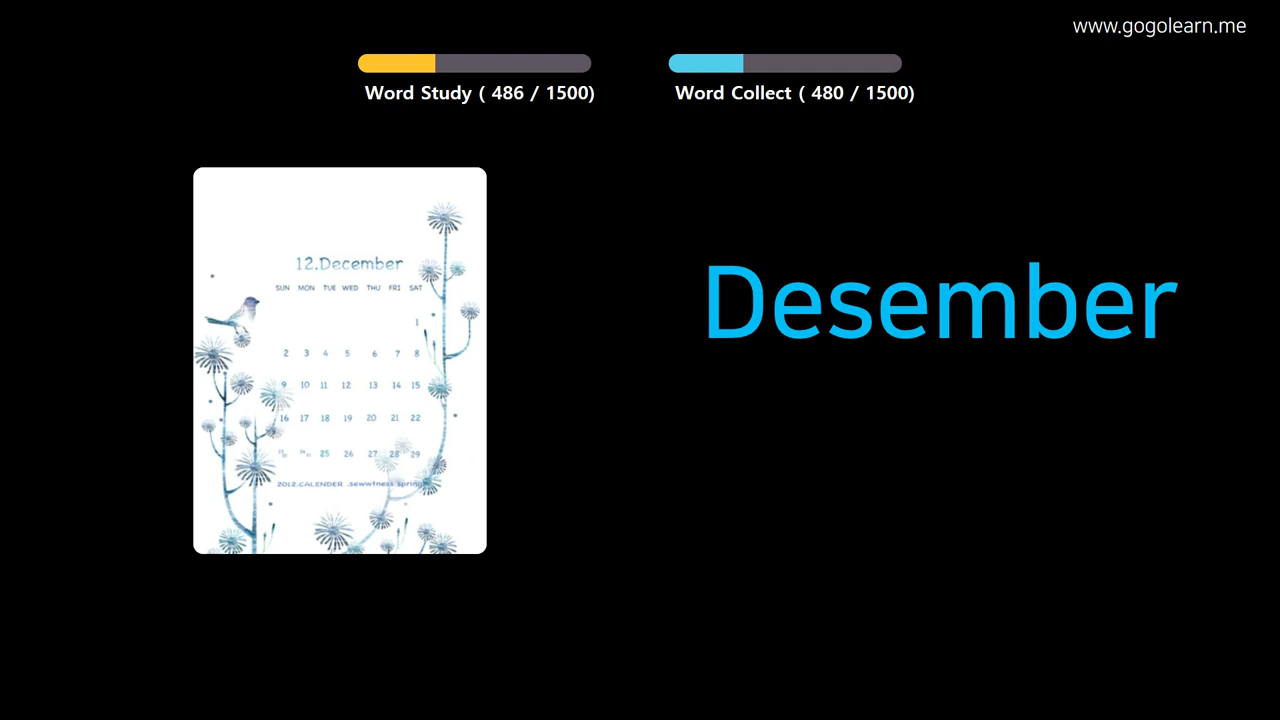 www.gogolearn.me
Word Study ( 486 / 1500)
Word Collect ( 480 / 1500)
12.December
SUN MON TUE WED THU FRI SAT
1
2 3 4 5 6 7 8
9 10 11 12 13 14 15
16 17 18 19 20 21 22
25 26 27 28 29
2012.CALENDER .sewwtness spring
Desember